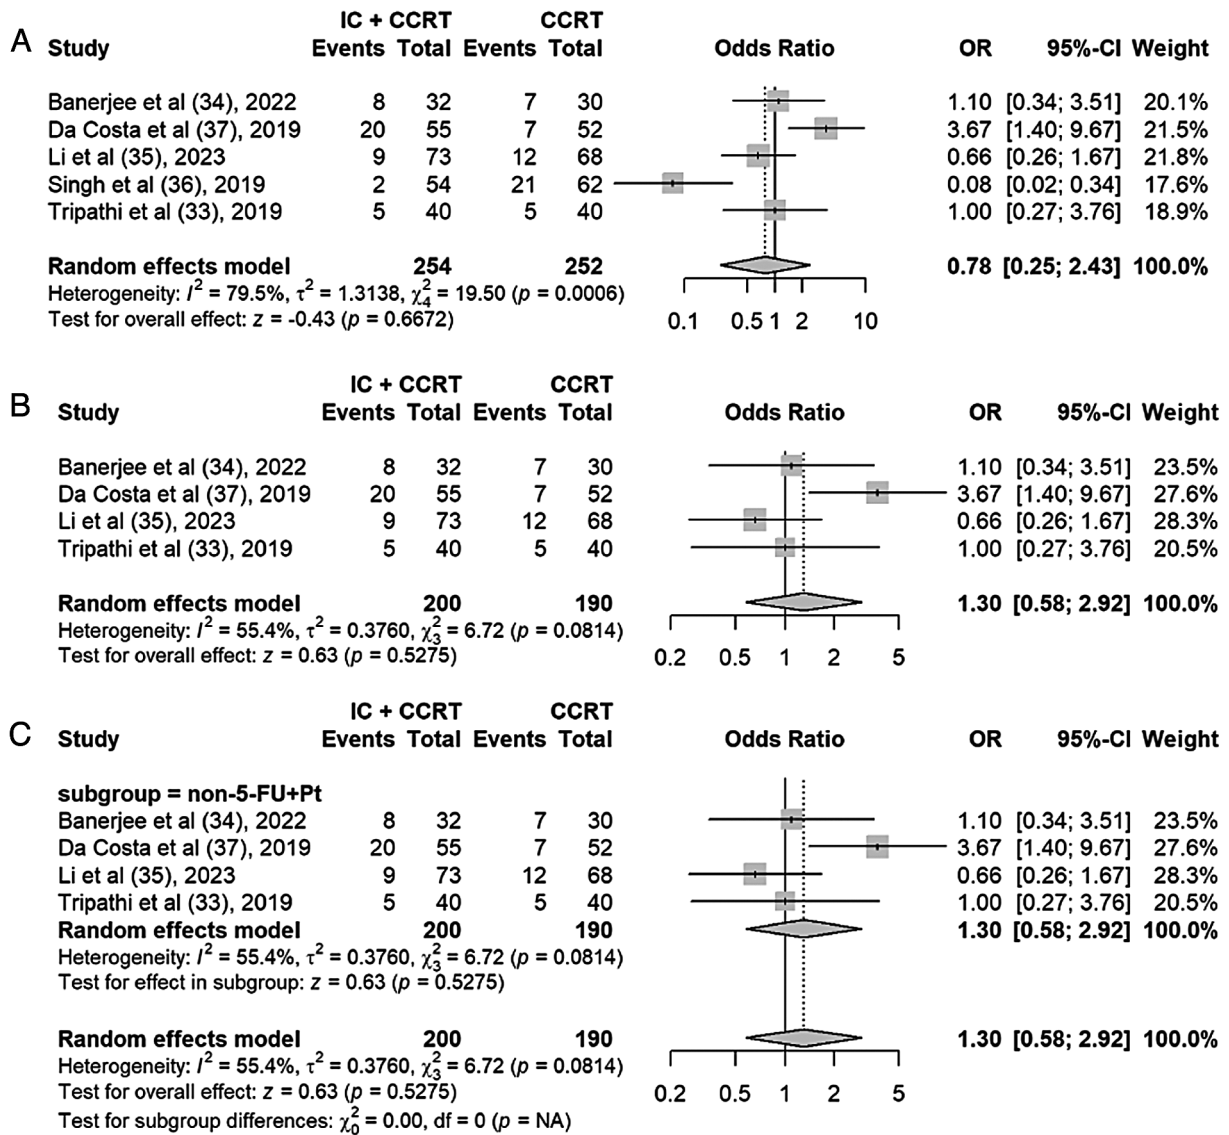 A
IC + CCRT CCRT
Study Events Total Events Total Odds Ratio OR 95%-CI Weight
Banerjee et al (34), 2022 8 32 7 30 1.10 [0.34; 3.51] 20.1%
Da Costa et al (37), 2019 20 55 7 52 3.67 [1.40; 9.67] 21.5%
Li et al (35), 2023 9 73 12 68 0.66 [0.26; 1.67] 21.8%
Singh et al (36), 2019 2 54 21 62 0.08 [0.02; 0.34] 17.6%
Tripathi et al (33), 2019 5 40 5 40 1.00 [0.27; 3.76] 18.9%
Random effects model 254 252 0.78 [0.25; 2.43] 100.0%
Heterogeneity: I² = 79.5%, τ² = 1.3138, χ²₄ = 19.50 (p = 0.0006)
Test for overall effect: z = -0.43 (p = 0.6672)
0.1 0.5 1 2 10
B
IC + CCRT CCRT
Study Events Total Events Total Odds Ratio OR 95%-CI Weight
Banerjee et al (34), 2022 8 32 7 30 1.10 [0.34; 3.51] 23.5%
Da Costa et al (37), 2019 20 55 7 52 3.67 [1.40; 9.67] 27.6%
Li et al (35), 2023 9 73 12 68 0.66 [0.26; 1.67] 28.3%
Tripathi et al (33), 2019 5 40 5 40 1.00 [0.27; 3.76] 20.5%
Random effects model 200 190 1.30 [0.58; 2.92] 100.0%
Heterogeneity: I² = 55.4%, τ² = 0.3760, χ²₃ = 6.72 (p = 0.0814)
Test for overall effect: z = 0.63 (p = 0.5275)
0.2 0.5 1 2 5
C
IC + CCRT CCRT
Study Events Total Events Total Odds Ratio OR 95%-CI Weight
subgroup = non-5-FU+Pt
Banerjee et al (34), 2022 8 32 7 30 1.10 [0.34; 3.51] 23.5%
Da Costa et al (37), 2019 20 55 7 52 3.67 [1.40; 9.67] 27.6%
Li et al (35), 2023 9 73 12 68 0.66 [0.26; 1.67] 28.3%
Tripathi et al (33), 2019 5 40 5 40 1.00 [0.27; 3.76] 20.5%
Random effects model 200 190 1.30 [0.58; 2.92] 100.0%
Heterogeneity: I² = 55.4%, τ² = 0.3760, χ²₃ = 6.72 (p = 0.0814)
Test for effect in subgroup: z = 0.63 (p = 0.5275)
Random effects model 200 190 1.30 [0.58; 2.92] 100.0%
Heterogeneity: I² = 55.4%, τ² = 0.3760, χ²₃ = 6.72 (p = 0.0814)
Test for overall effect: z = 0.63 (p = 0.5275)
0.2 0.5 1 2 5
Test for subgroup differences: χ²₀ = 0.00, df = 0 (p = NA)